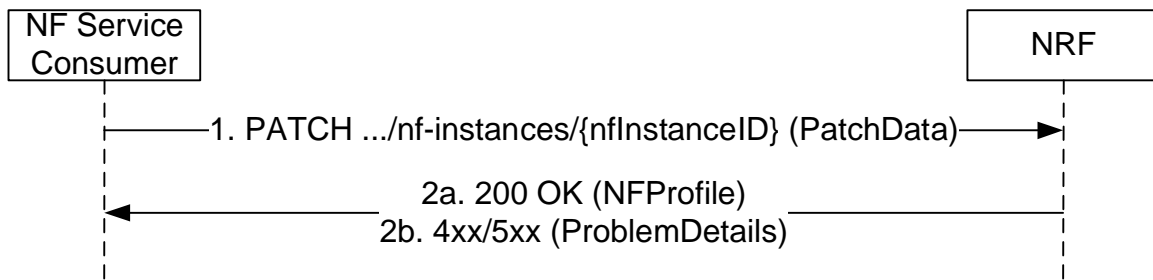 NF Service
Consumer
NRF
1. PATCH .../nf-instances/{nfInstanceID} (PatchData)
2a. 200 OK (NFProfile)
2b. 4xx/5xx (ProblemDetails)